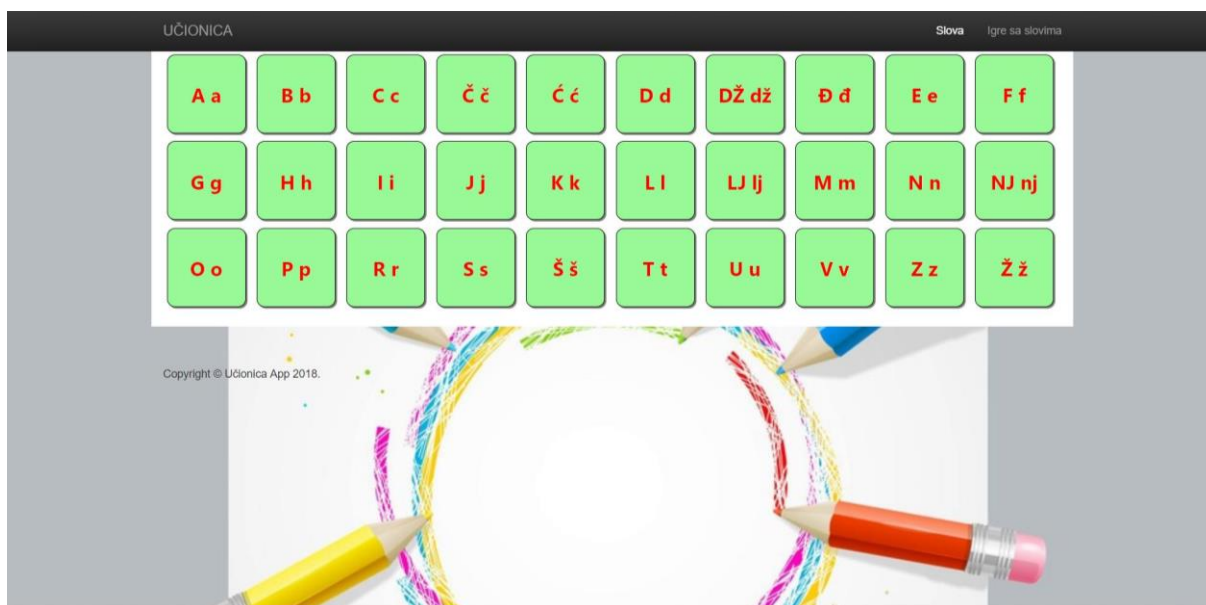 UČIONICA Slova Igre sa slovima
A a B b C c Č č Ć ć D d DŽ dž Đ đ E e F f
G g H h I i J j K k L l LJ lj M m N n NJ nj
O o P p R r S s Š š T t U u V v Z z Ž ž
Copyright © Učionica App 2018.